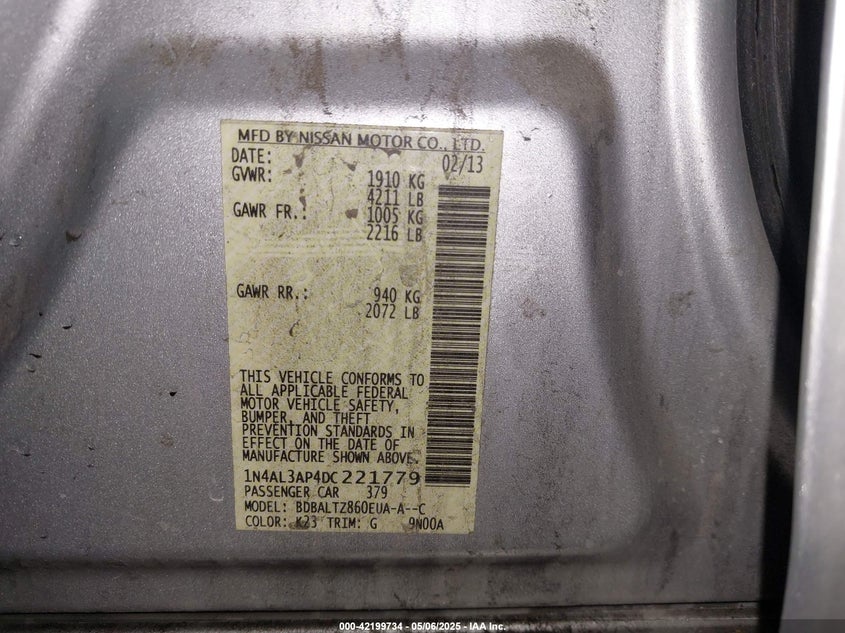 MFD BY NISSAN MOTOR CO., LTD.
DATE: 02/13
GVWR: 1910 KG
4211 LB
GAWR FR.: 1005 KG
2216 LB
GAWR RR.: 940 KG
2072 LB
THIS VEHICLE CONFORMS TO
ALL APPLICABLE FEDERAL
MOTOR VEHICLE SAFETY,
BUMPER, AND THEFT
PREVENTION STANDARDS IN
EFFECT ON THE DATE OF
MANUFACTURE SHOWN ABOVE.
1N4AL3AP4DC221779
PASSENGER CAR 379
MODEL: BDBALTZ860EUA-A--C
COLOR: K23 TRIM: G 9N00A
000-42199734 — 05/06/2025 — IAA Inc.